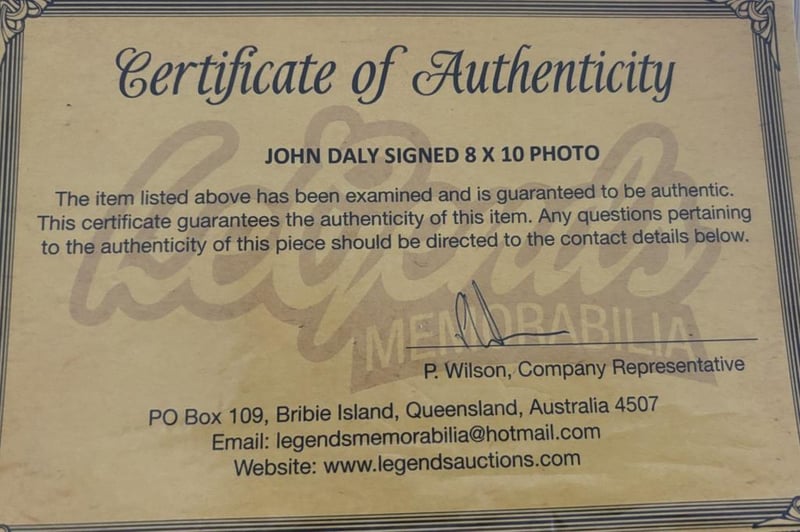 Certificate of Authenticity
JOHN DALY SIGNED 8 X 10 PHOTO
The item listed above has been examined and is guaranteed to be authentic.
This certificate guarantees the authenticity of this item. Any questions pertaining
to the authenticity of this piece should be directed to the contact details below.
Legends
MEMORABILIA
P. Wilson, Company Representative
PO Box 109, Bribie Island, Queensland, Australia 4507
Email: legendsmemorabilia@hotmail.com
Website: www.legendsauctions.com